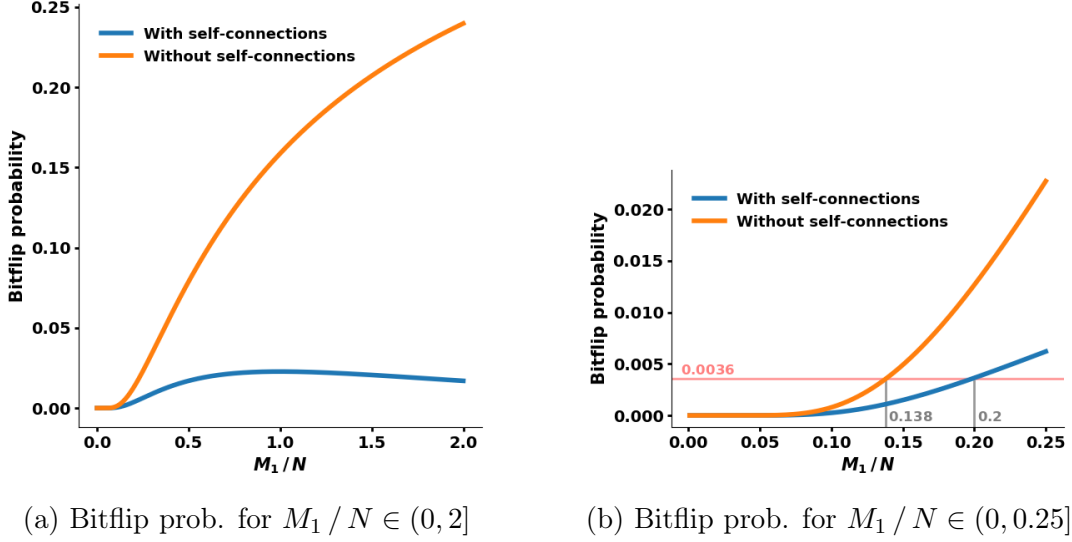 With self-connections
Without self-connections
Bitflip probability
0.25
0.20
0.15
0.10
0.05
0.00
0.0
0.5
1.0
1.5
2.0
M₁ / N
(a) Bitflip prob. for M₁ / N ∈ (0, 2]
With self-connections
Without self-connections
Bitflip probability
0.020
0.015
0.010
0.005
0.000
0.0036
0.138
0.2
0.00
0.05
0.10
0.15
0.20
0.25
M₁ / N
(b) Bitflip prob. for M₁ / N ∈ (0, 0.25]